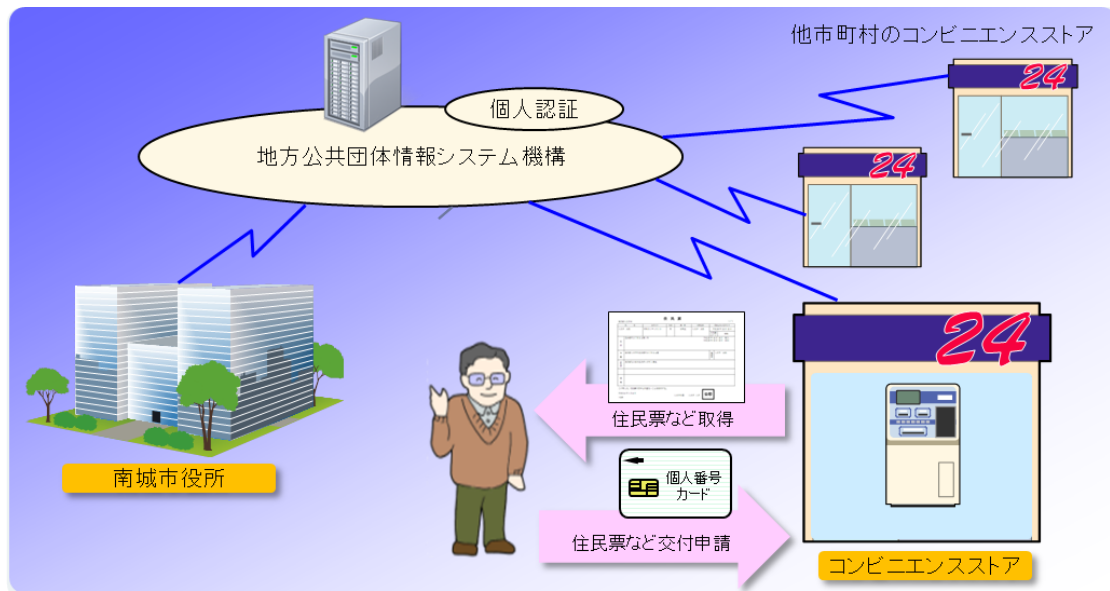 他市町村のコンビニエンスストア
24
個人認証
地方公共団体情報システム機構
24
24
住民票
住民票など取得
個人番号
カード
南城市役所
住民票など交付申請
コンビニエンスストア